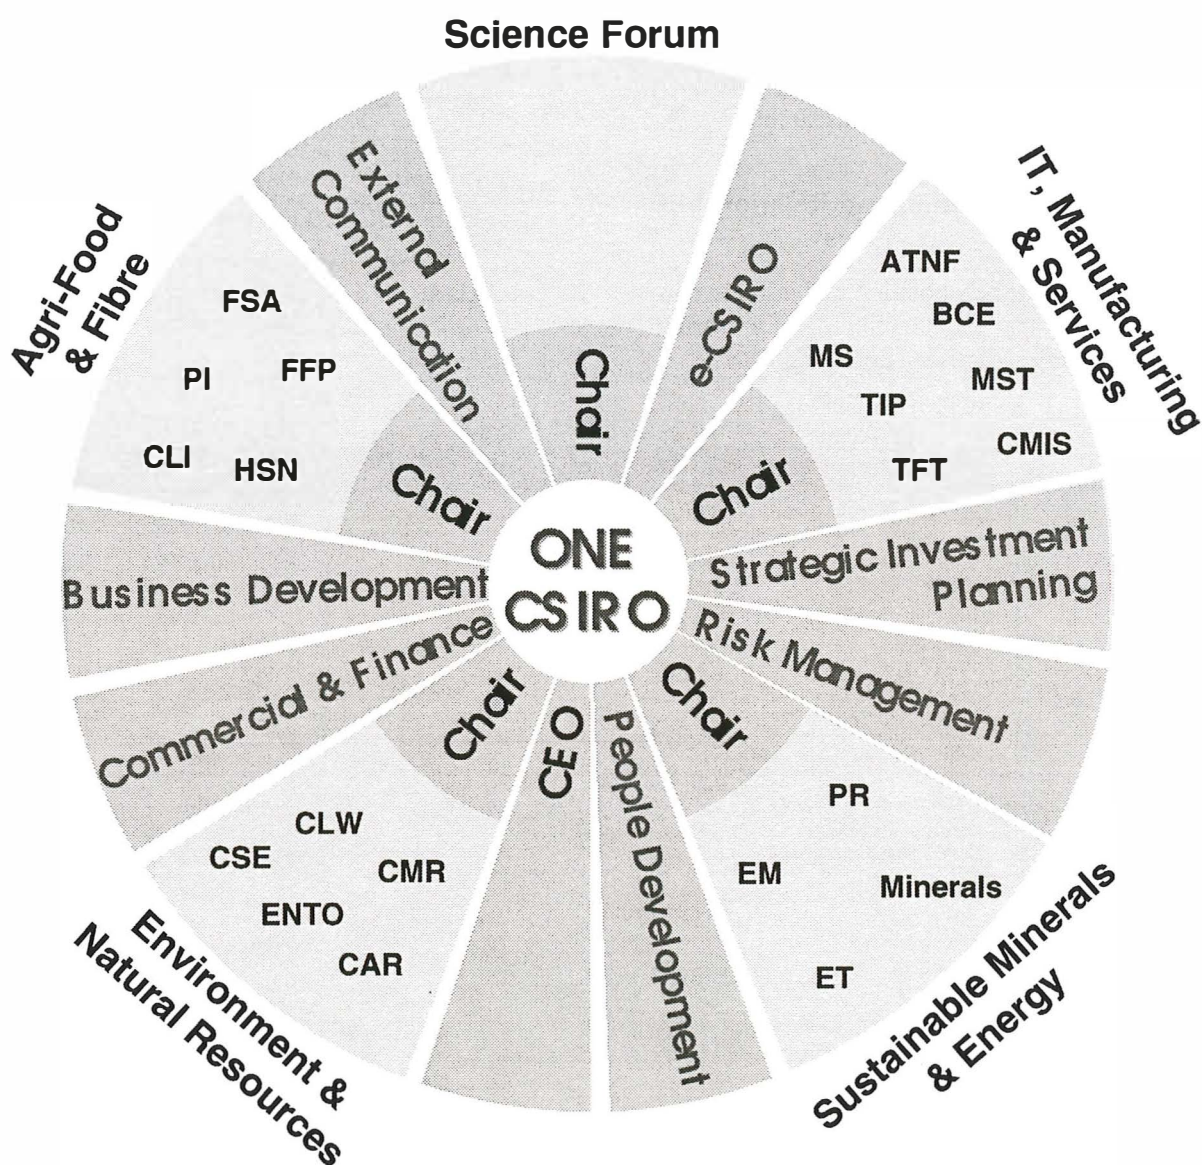 Science Forum
Chair
e-CSIRO
IT, Manufacturing
& Services
ATNF
BCE
MS
MST
TIP
CMIS
TFT
Chair
Strategic Investment
Planning
Risk Management
Chair
PR
EM
Minerals
ET
Sustainable Minerals
& Energy
People Development
CEO
Chair
CLW
CSE
CMR
ENTO
CAR
Environment &
Natural Resources
Commercial & Finance
Business Development
Agri-Food
& Fibre
FSA
PI
FFP
CLI
HSN
Chair
External
Communication
ONE
CSIRO